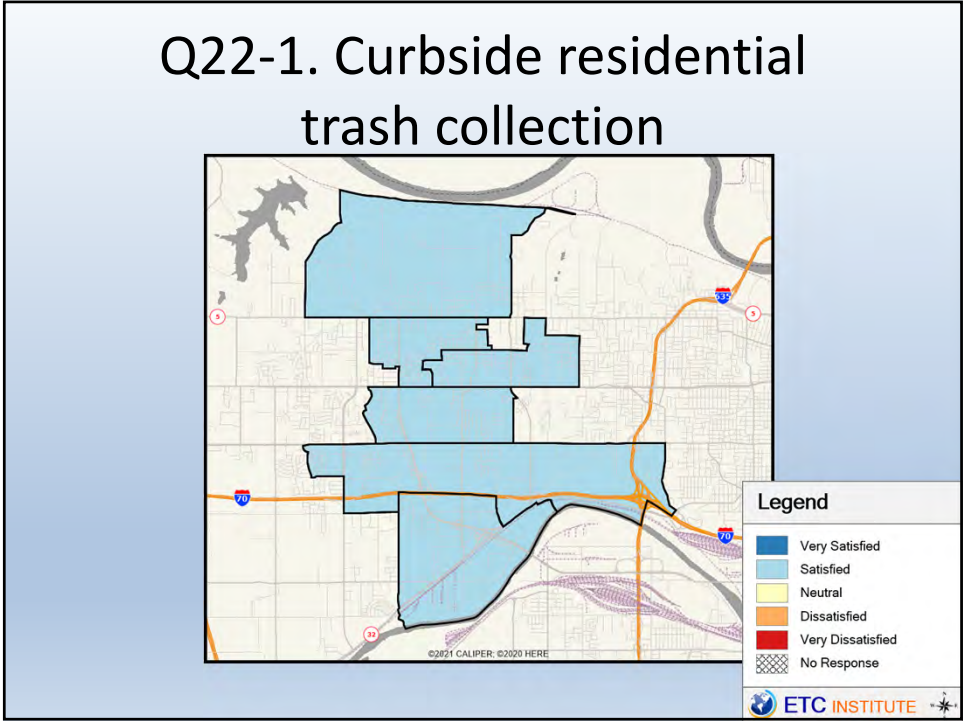 Q22-1. Curbside residential
trash collection
635
5
5
70
70
32
©2021 CALIPER; ©2020 HERE
Legend
Very Satisfied
Satisfied
Neutral
Dissatisfied
Very Dissatisfied
No Response
ETC INSTITUTE